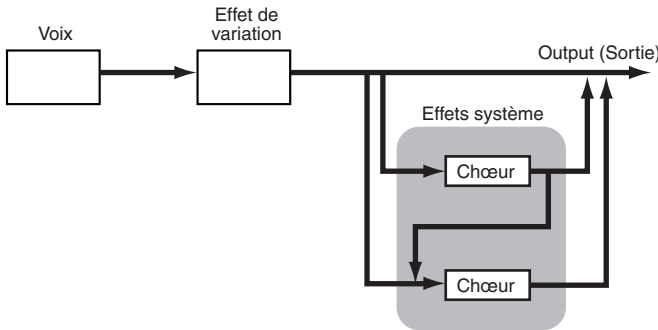 Voix
Effet de
variation
Output (Sortie)
Effets système
Chœur
Chœur